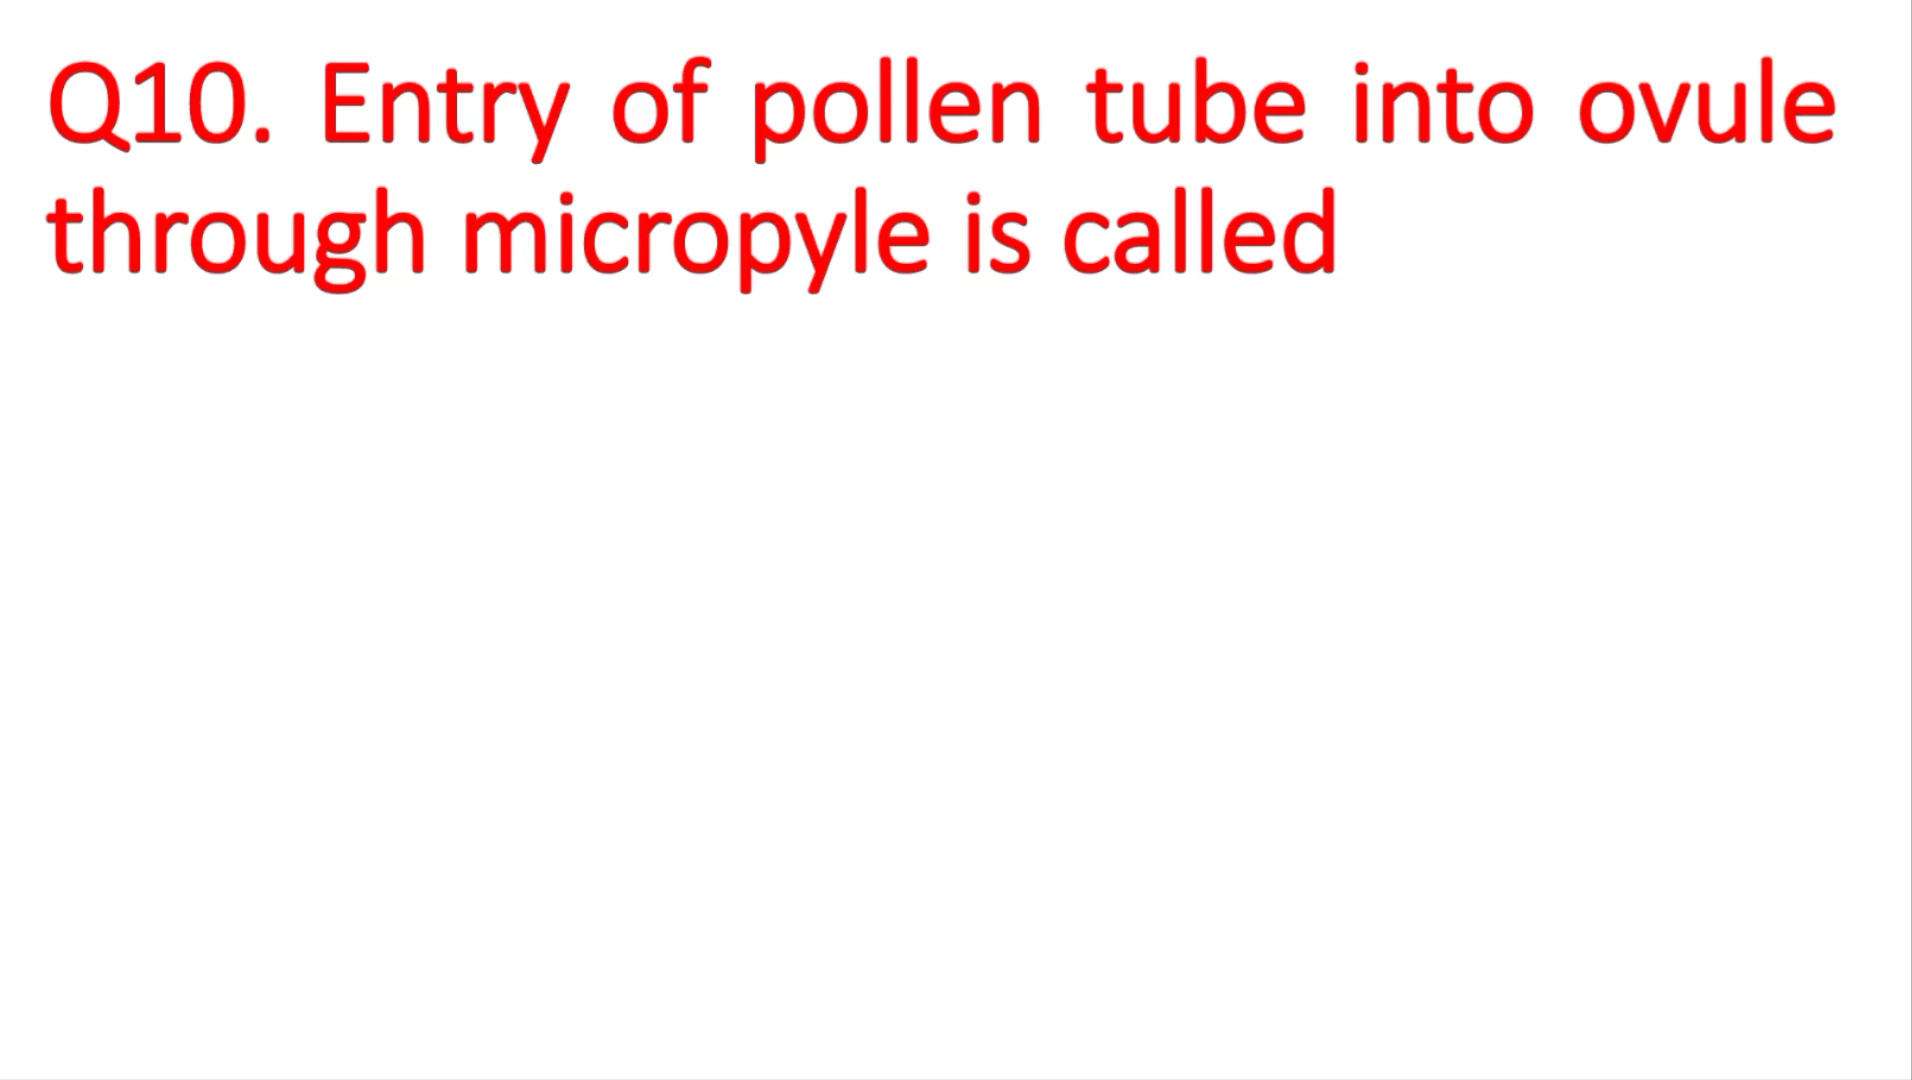 Q10. Entry of pollen tube into ovule
through micropyle is called